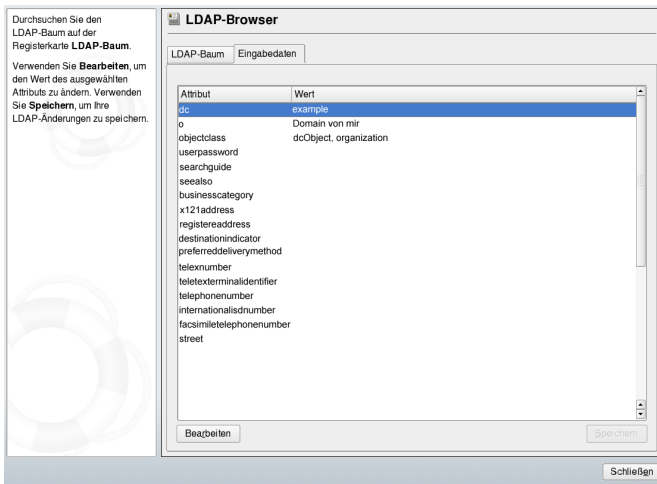 Durchsuchen Sie den
LDAP-Baum auf der
Registerkarte LDAP-Baum.
Verwenden Sie Bearbeiten, um
den Wert des ausgewählten
Attributs zu ändern. Verwenden
Sie Speichern, um Ihre
LDAP-Änderungen zu speichern.
LDAP-Browser
LDAP-Baum Eingabedaten
Attribut Wert
dc example
o Domain von mir
objectclass dcObject, organization
userpassword
searchguide
seealso
businesscategory
x121address
registereaddress
destinationindicator
preferreddeliverymethod
telexnumber
teletexterminalidentifier
telephonenumber
internationalisdnumber
facsimiletelephonenumber
street
Bearbeiten Speichern
Schließen